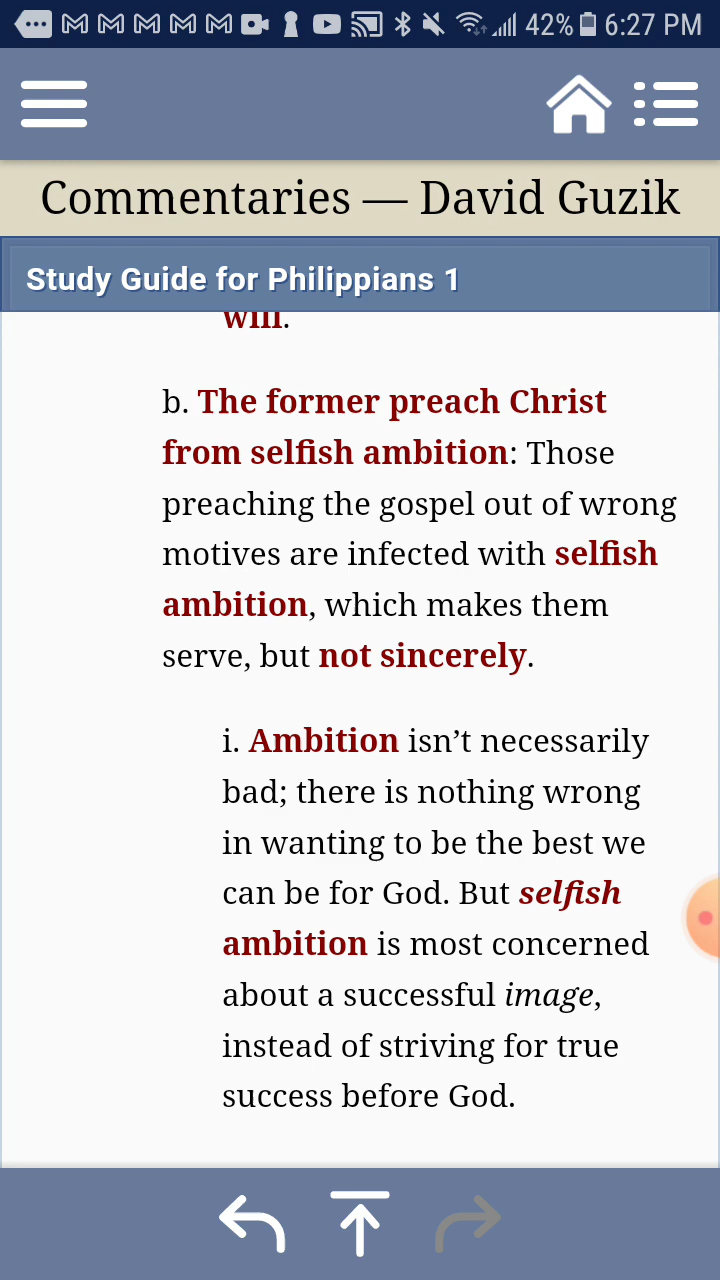 42% 6:27 PM
Commentaries — David Guzik
Study Guide for Philippians 1
will.
b. The former preach Christ
from selfish ambition: Those
preaching the gospel out of wrong
motives are infected with selfish
ambition, which makes them
serve, but not sincerely.
i. Ambition isn’t necessarily
bad; there is nothing wrong
in wanting to be the best we
can be for God. But selfish
ambition is most concerned
about a successful image,
instead of striving for true
success before God.